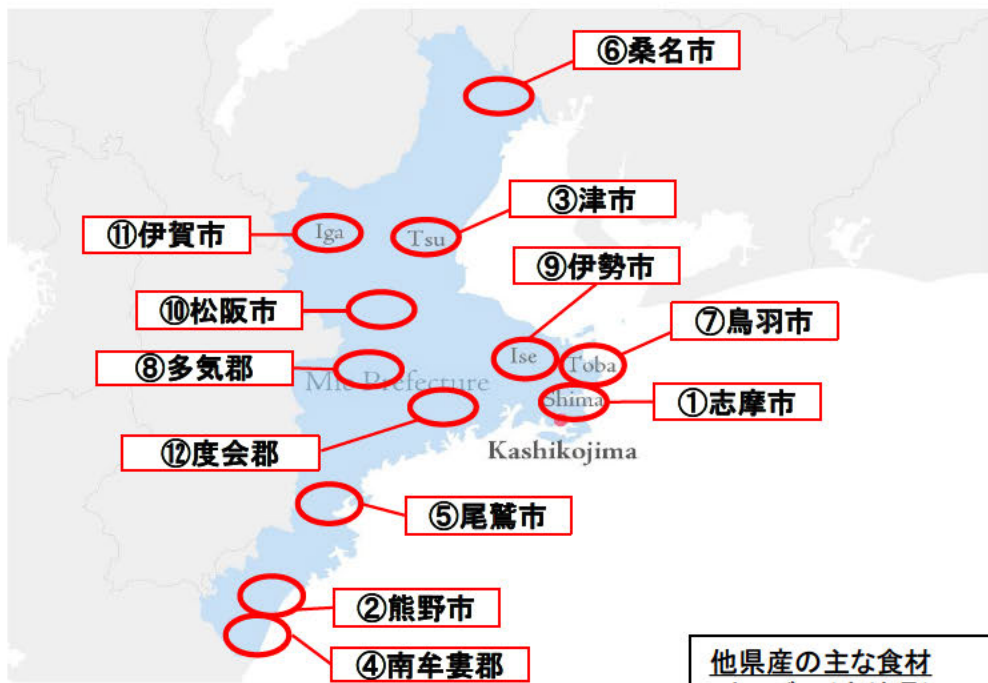 ⑥桑名市
③津市
⑪伊賀市
Iga
Tsu
⑨伊勢市
⑩松阪市
⑦鳥羽市
Ise
Toba
⑧多気郡
Mie Prefecture
Shima
①志摩市
⑫度会郡
Kashikojima
⑤尾鷲市
②熊野市
④南牟婁郡
他県産の主な食材